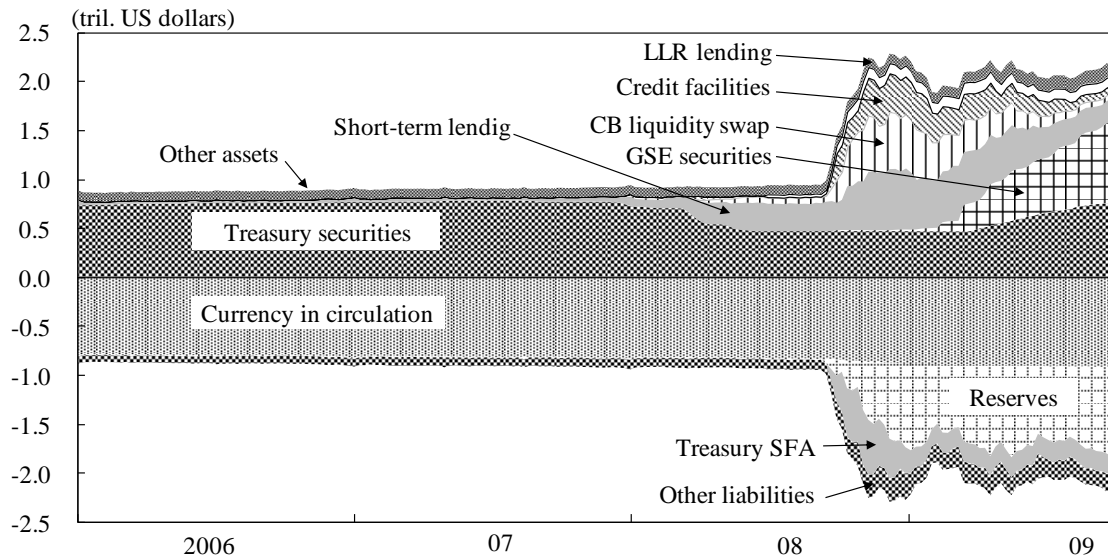 (tril. US dollars)
2.5
2.0
1.5
1.0
0.5
0.0
-0.5
-1.0
-1.5
-2.0
-2.5
LLR lending
Credit facilities
CB liquidity swap
Short-term lendig
GSE securities
Other assets
Treasury securities
Currency in circulation
Reserves
Treasury SFA
Other liabilities
2006
07
08
09